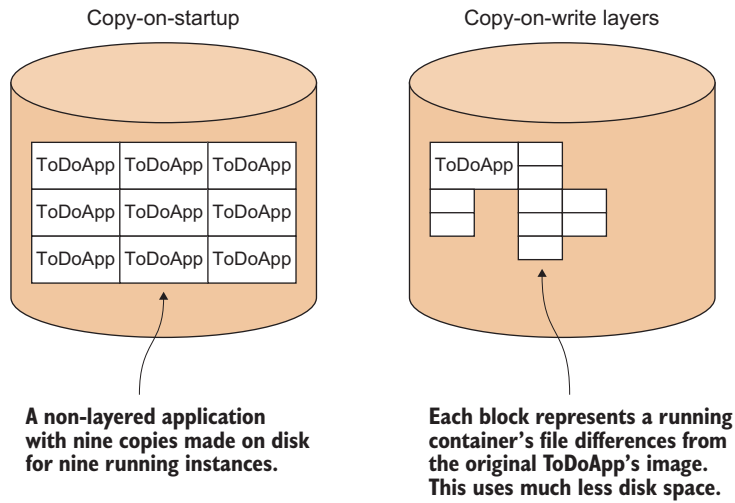 Copy-on-startup
Copy-on-write layers
ToDoApp ToDoApp ToDoApp
ToDoApp ToDoApp ToDoApp
ToDoApp ToDoApp ToDoApp
ToDoApp
A non-layered application
with nine copies made on disk
for nine running instances.
Each block represents a running
container's file differences from
the original ToDoApp's image.
This uses much less disk space.